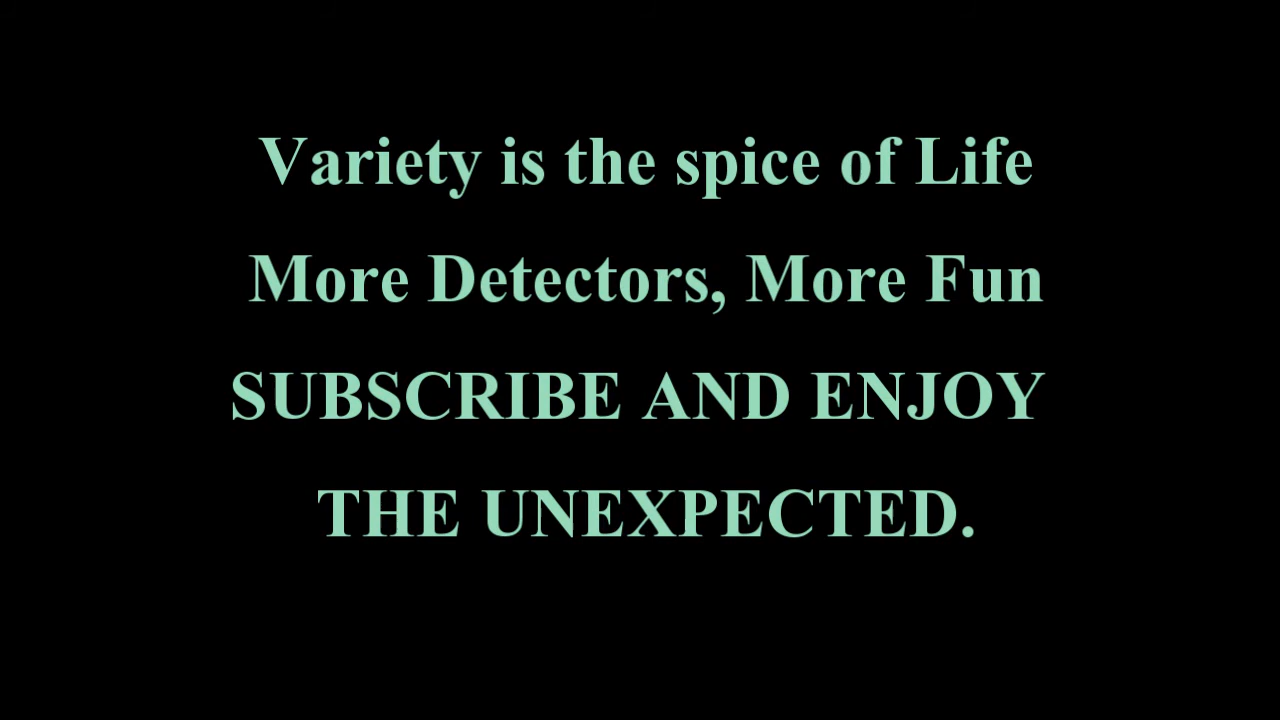 Variety is the spice of Life
More Detectors, More Fun
SUBSCRIBE AND ENJOY
THE UNEXPECTED.